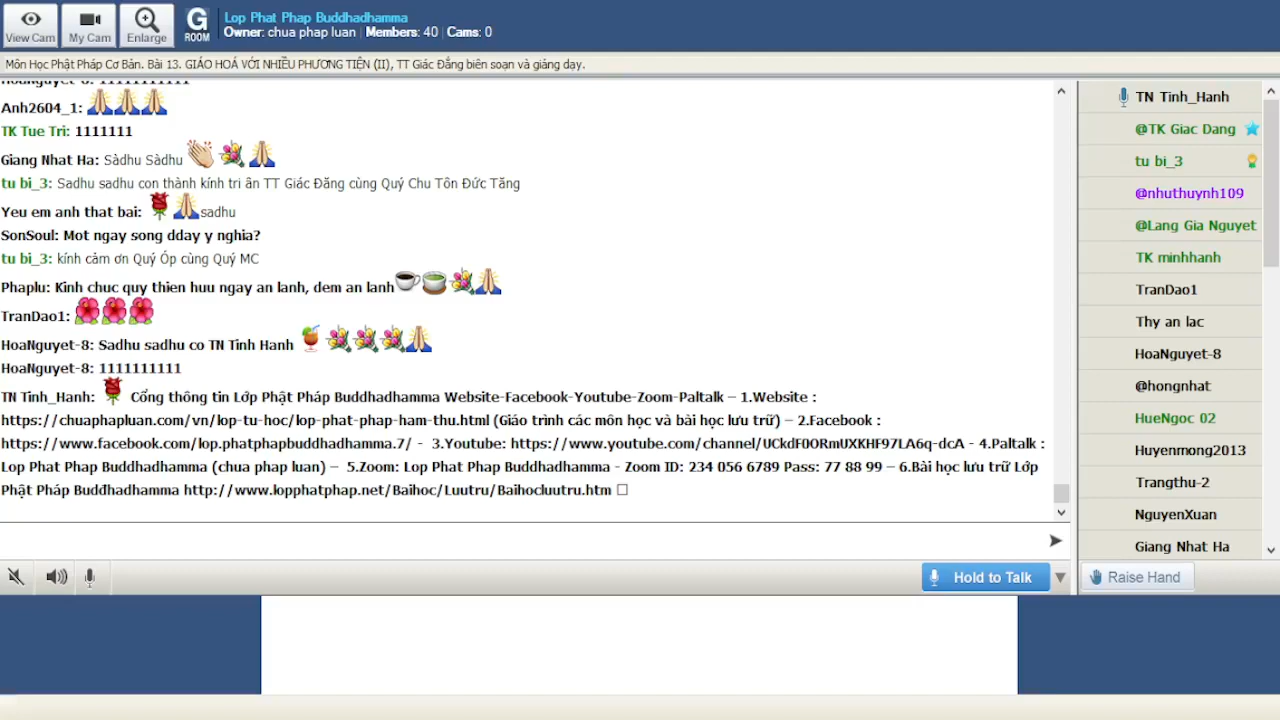 View Cam
My Cam
Enlarge
G
ROOM
Lop Phat Phap Buddhadhamma
Owner: chua phap luan | Members: 40 | Cams: 0
Môn Học Phật Pháp Cơ Bản. Bài 13. GIÁO HOÁ VỚI NHIỀU PHƯƠNG TIỆN (II), TT Giác Đẳng biên soạn và giảng dạy.
Anh2604_1:
TK Tue Tri: 1111111
Giang Nhat Ha: Sàdhu Sàdhu
tu bi_3: Sadhu sadhu con thành kính tri ân TT Giác Đăng cùng Quý Chu Tôn Đức Tăng
Yeu em anh that bai: sadhu
SonSoul: Mot ngay song dday y nghia?
tu bi_3: kính cảm ơn Quý Óp cùng Quý MC
Phaplu: Kinh chuc quy thien huu ngay an lanh, dem an lanh
TranDao1:
HoaNguyet-8: Sadhu sadhu co TN Tinh Hanh
HoaNguyet-8: 1111111111
TN Tinh_Hanh: Cổng thông tin Lớp Phật Pháp Buddhadhamma Website-Facebook-Youtube-Zoom-Paltalk – 1.Website :
https://chuaphapluan.com/vn/lop-tu-hoc/lop-phat-phap-ham-thu.html (Giáo trình các môn học và bài học lưu trữ) – 2.Facebook :
https://www.facebook.com/lop.phatphapbuddhadhamma.7/ - 3.Youtube: https://www.youtube.com/channel/UCkdF0ORmUXKHF97LA6q-dcA - 4.Paltalk :
Lop Phat Phap Buddhadhamma (chua phap luan) – 5.Zoom: Lop Phat Phap Buddhadhamma - Zoom ID: 234 056 6789 Pass: 77 88 99 – 6.Bài học lưu trữ Lớp
Phật Pháp Buddhadhamma http://www.lopphatphap.net/Baihoc/Luutru/Baihocluutru.htm
Hold to Talk
TN Tinh_Hanh
@TK Giac Dang
tu bi_3
@nhuthuynh109
@Lang Gia Nguyet
TK minhhanh
TranDao1
Thy an lac
HoaNguyet-8
@hongnhat
HueNgoc 02
Huyenmong2013
Trangthu-2
NguyenXuan
Giang Nhat Ha
Raise Hand